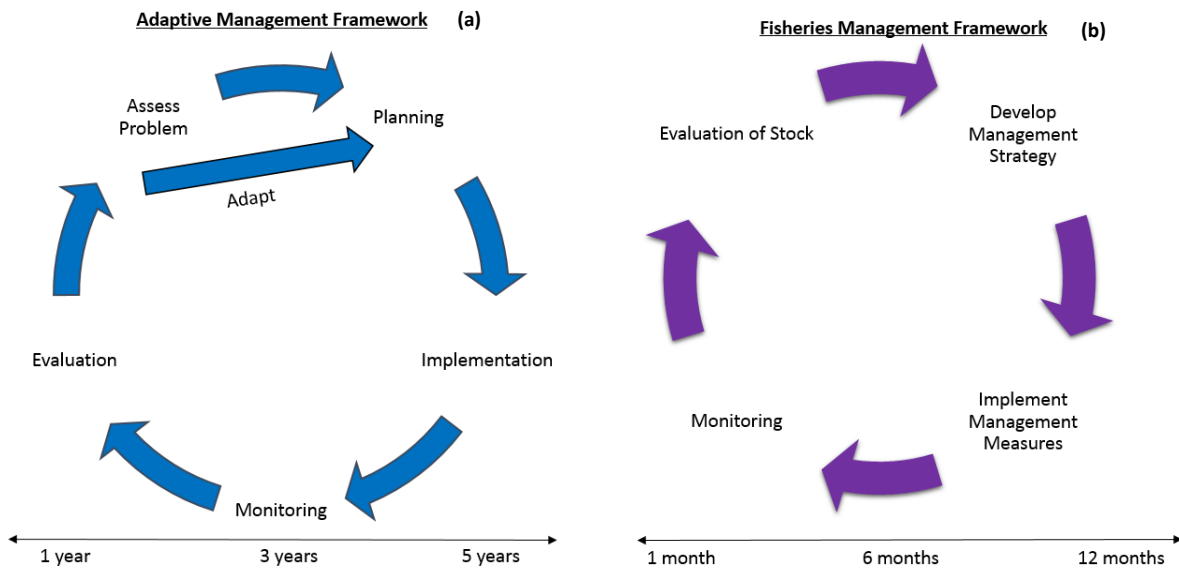 Adaptive Management Framework (a)
Assess
Problem
Planning
Adapt
Evaluation
Implementation
Monitoring
1 year
3 years
5 years
Fisheries Management Framework (b)
Evaluation of Stock
Develop
Management
Strategy
Monitoring
Implement
Management
Measures
1 month
6 months
12 months